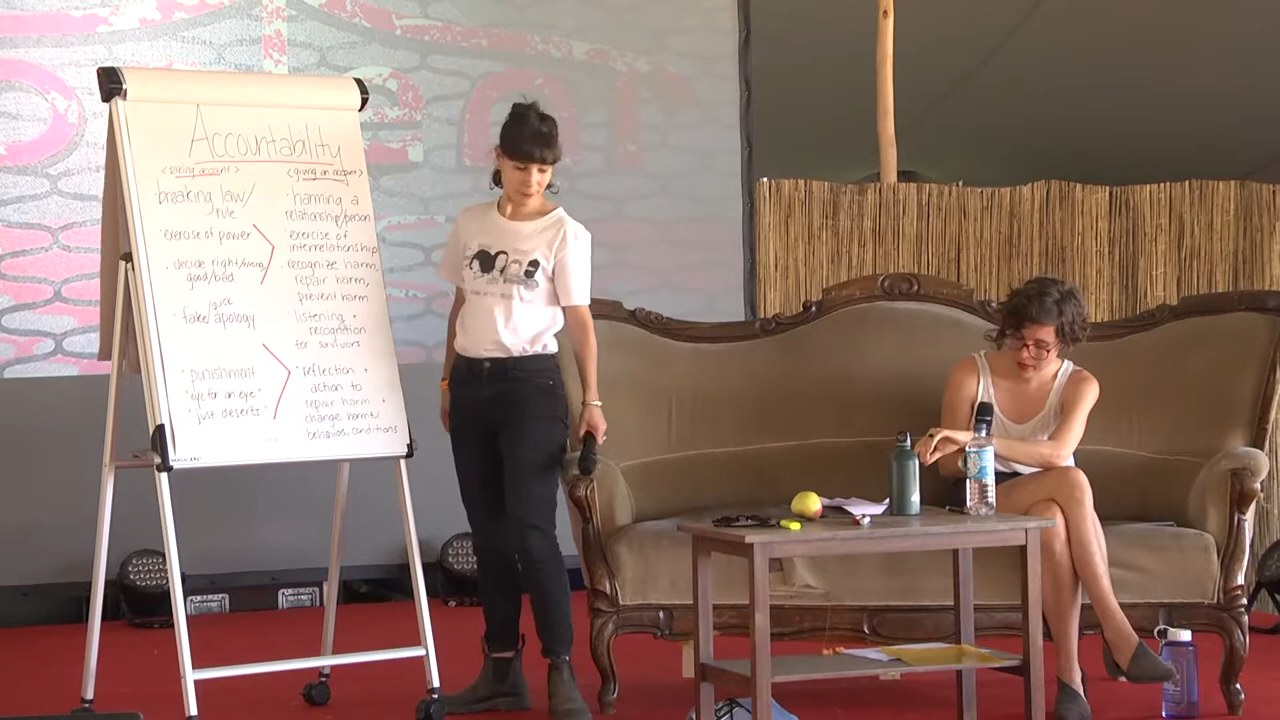 Accountability
<taking account>
<giving an account>
· breaking law/
rule
· exercise of power
· decide right/wrong,
good/bad
· fake/quick apology
· punishment
"eye for an eye"
"just deserts"
· harming a
relationship/person
· exercise of
interrelationship
· recognize harm,
repair harm,
prevent harm
· listening +
recognition
for survivors
· reflection +
action to
repair harm +
change harmful
behaviors, conditions